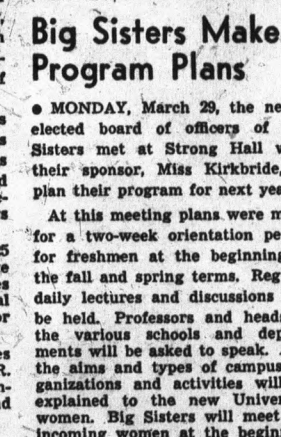 Big Sisters Make
Program Plans
● MONDAY, March 29, the ne
elected board of officers of
Sisters met at Strong Hall
their sponsor, Miss Kirkbride,
plan their program for next ye
At this meeting plans were m
for a two-week orientation pe
for freshmen at the beginning
the fall and spring terms. Reg
daily lectures and discussions
be held. Professors and heads
the various schools and dep
ments will be asked to speak.
the aims and types of campus
ganizations and activities will
explained to the new Univer
women. Big Sisters will meet
incoming women at the begin